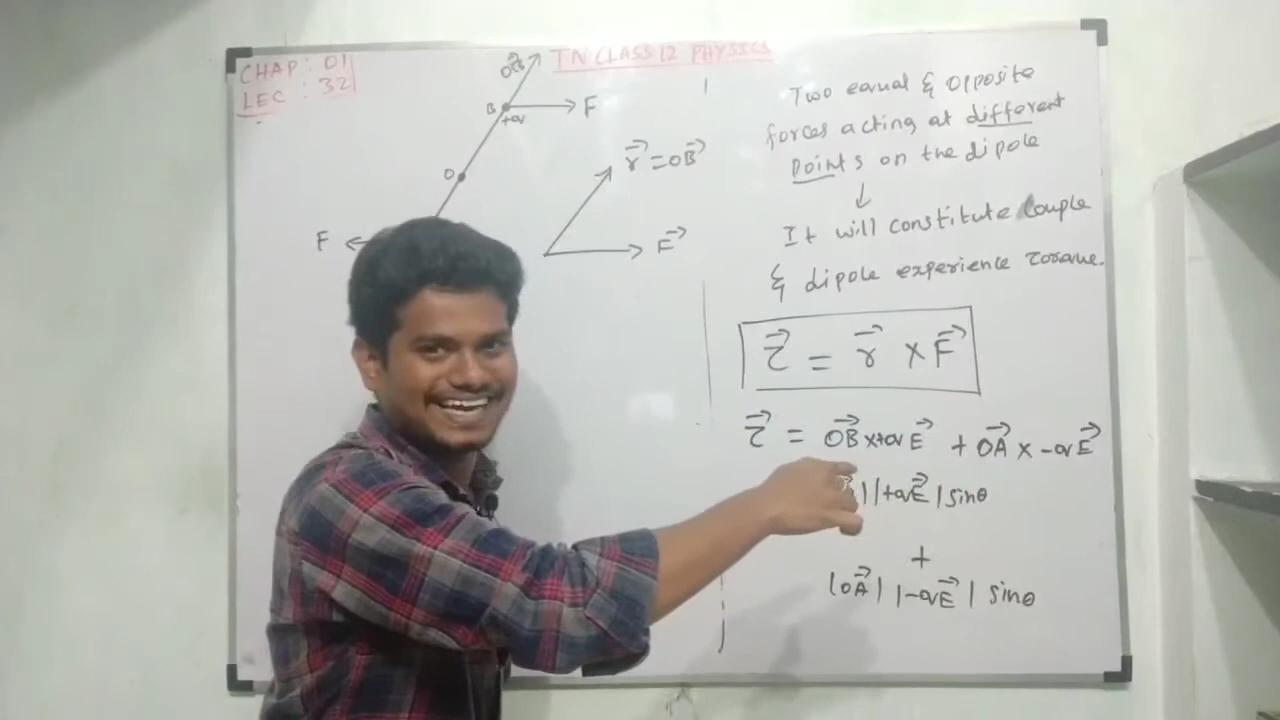 CHAP : 01
LEC : 32
TN CLASS 12 PHYSICS
OB
B
+q
F
O
F
r = OB
F
Two equal & opposite
forces acting at different
points on the dipole
↓
It will constitute Couple
& dipole experience Torque.
τ = r × F
τ = OB × +qE + OA × -qE
| |+qE| sinθ
+
|OA| |-qE| sinθ